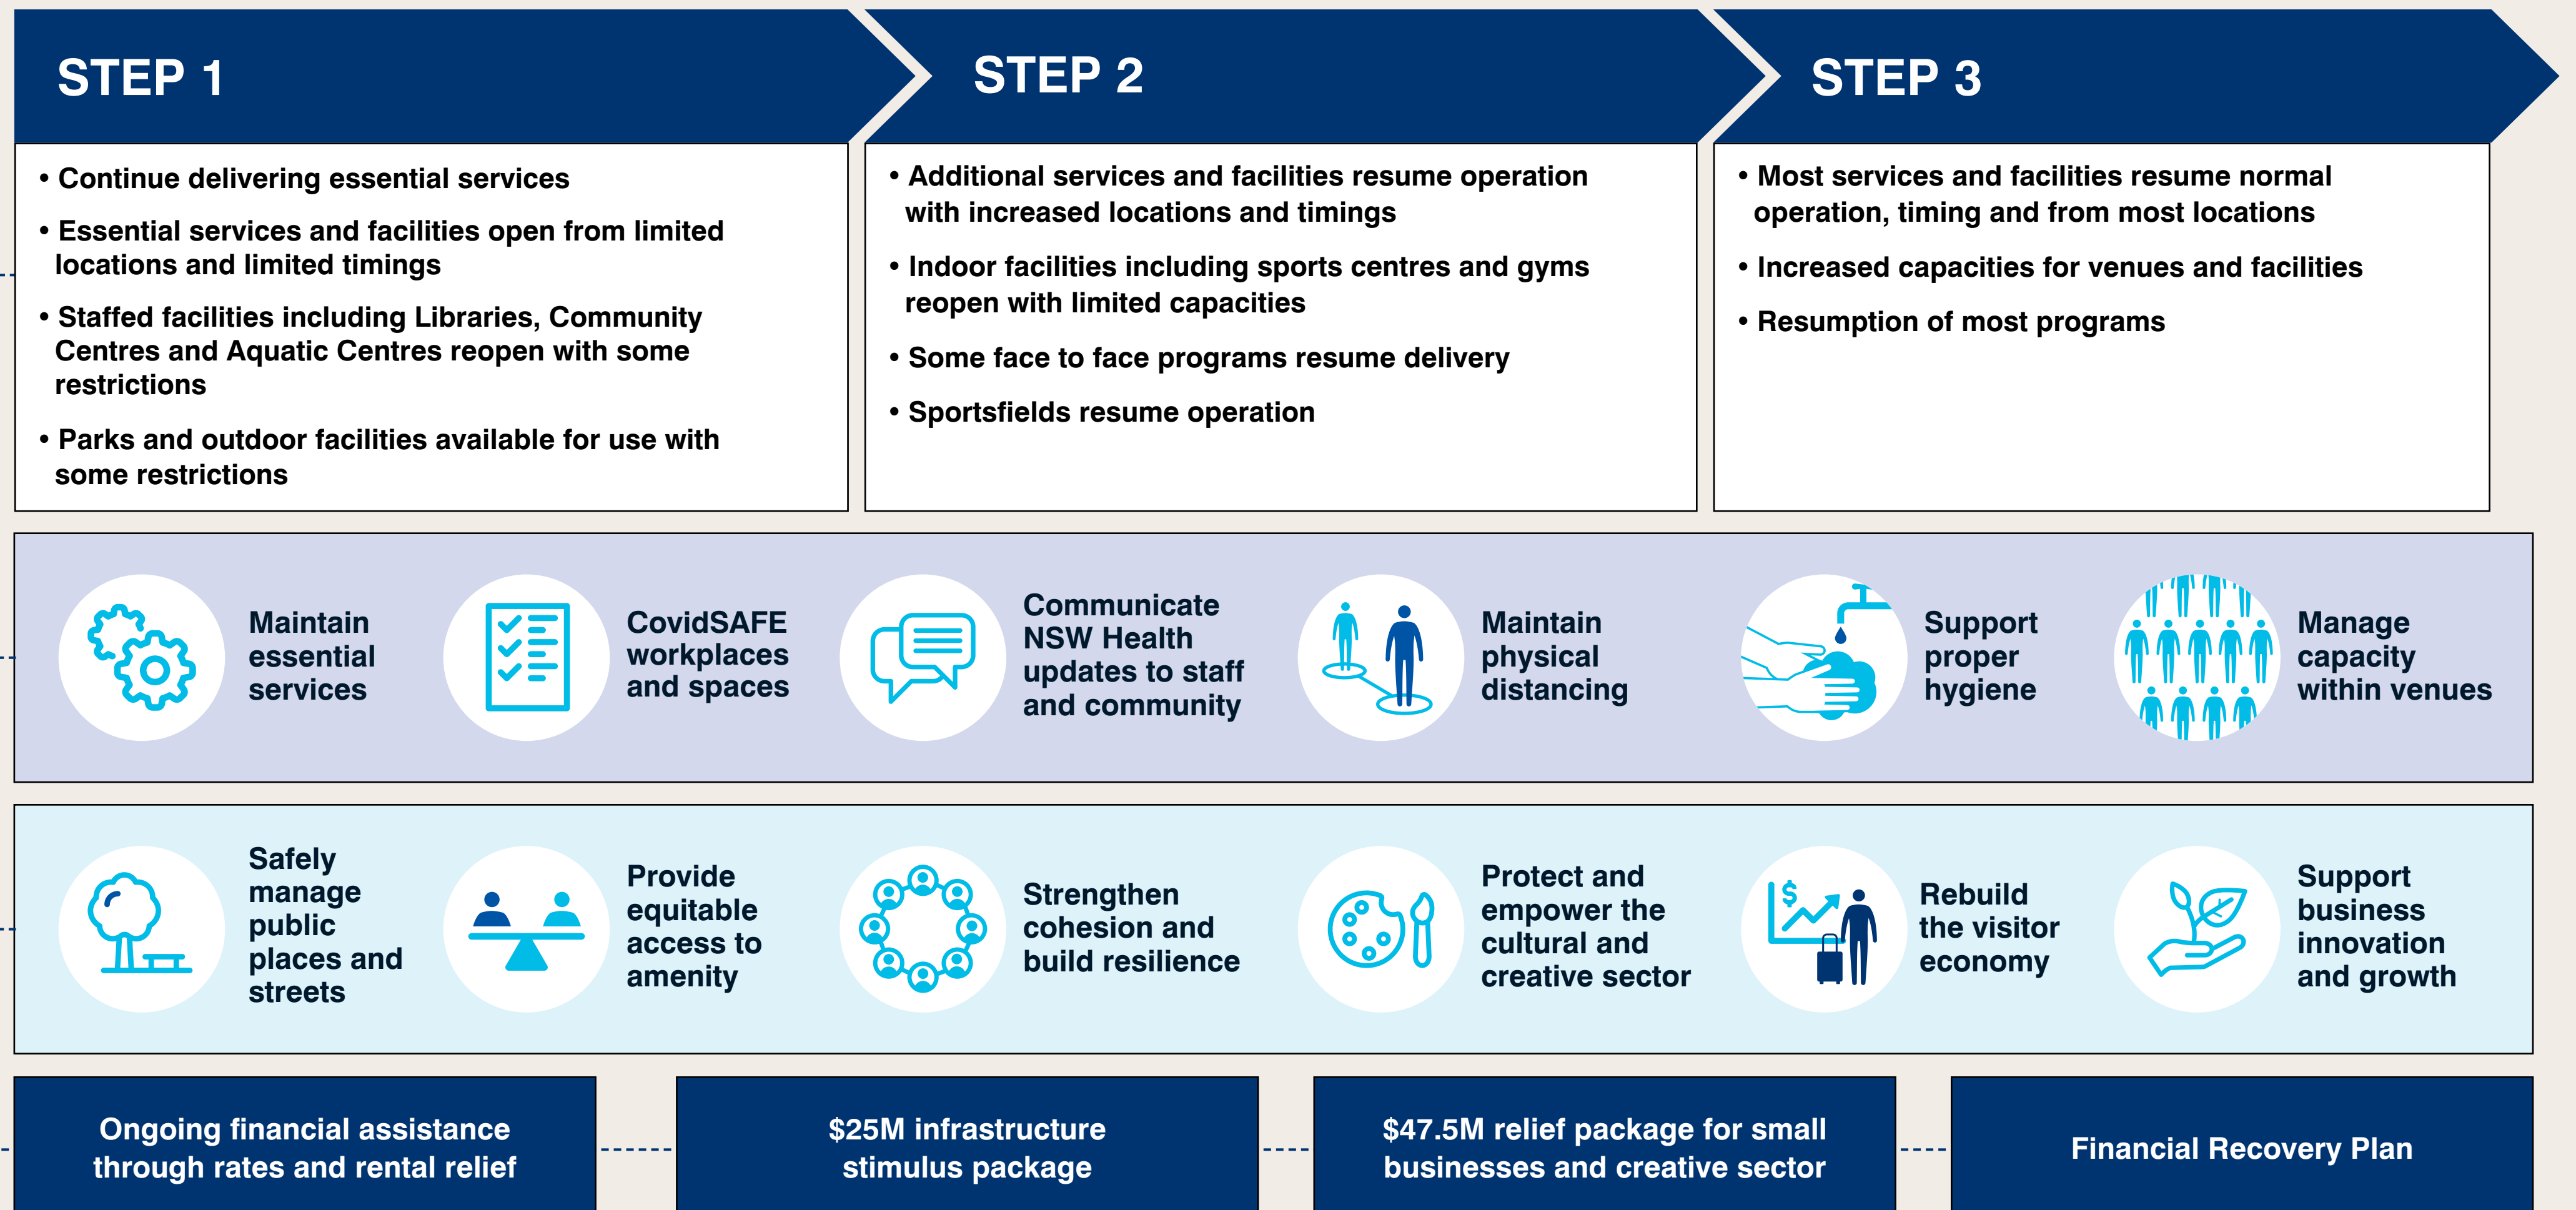 STEP 1
• Continue delivering essential services
• Essential services and facilities open from limited
locations and limited timings
• Staffed facilities including Libraries, Community
Centres and Aquatic Centres reopen with some
restrictions
• Parks and outdoor facilities available for use with
some restrictions
STEP 2
• Additional services and facilities resume operation
with increased locations and timings
• Indoor facilities including sports centres and gyms
reopen with limited capacities
• Some face to face programs resume delivery
• Sportsfields resume operation
STEP 3
• Most services and facilities resume normal
operation, timing and from most locations
• Increased capacities for venues and facilities
• Resumption of most programs
Maintain
essential
services
CovidSAFE
workplaces
and spaces
Communicate
NSW Health
updates to staff
and community
Maintain
physical
distancing
Support
proper
hygiene
Manage
capacity
within venues
Safely
manage
public
places and
streets
Provide
equitable
access to
amenity
Strengthen
cohesion and
build resilience
Protect and
empower the
cultural and
creative sector
$
Rebuild
the visitor
economy
Support
business
innovation
and growth
Ongoing financial assistance
through rates and rental relief
$25M infrastructure
stimulus package
$47.5M relief package for small
businesses and creative sector
Financial Recovery Plan